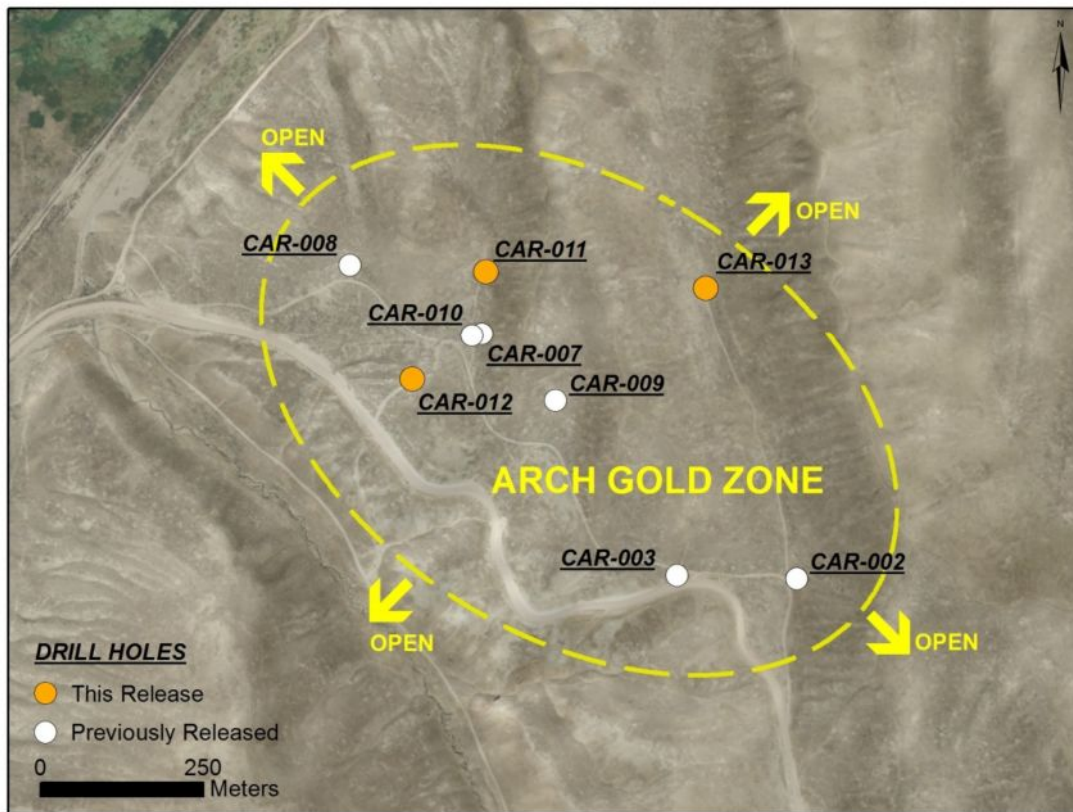 N
OPEN
OPEN
CAR-008
CAR-011
CAR-013
CAR-010
CAR-007
CAR-009
CAR-012
ARCH GOLD ZONE
CAR-003
CAR-002
OPEN
OPEN
DRILL HOLES
This Release
Previously Released
0 250
Meters